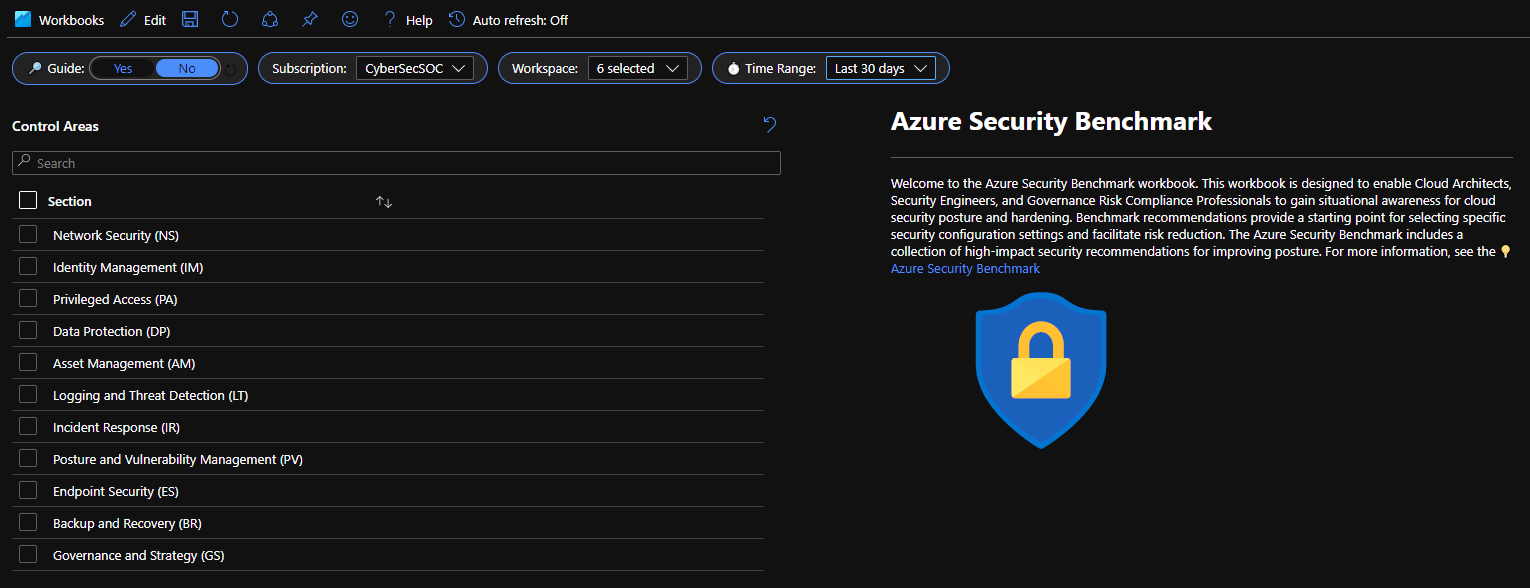 Workbooks Edit Help Auto refresh: Off
Guide: Yes No Subscription: CyberSecSOC Workspace: 6 selected Time Range: Last 30 days
Control Areas
Search
Section
Network Security (NS)
Identity Management (IM)
Privileged Access (PA)
Data Protection (DP)
Asset Management (AM)
Logging and Threat Detection (LT)
Incident Response (IR)
Posture and Vulnerability Management (PV)
Endpoint Security (ES)
Backup and Recovery (BR)
Governance and Strategy (GS)
Azure Security Benchmark
Welcome to the Azure Security Benchmark workbook. This workbook is designed to enable Cloud Architects,
Security Engineers, and Governance Risk Compliance Professionals to gain situational awareness for cloud
security posture and hardening. Benchmark recommendations provide a starting point for selecting specific
security configuration settings and facilitate risk reduction. The Azure Security Benchmark includes a
collection of high-impact security recommendations for improving posture. For more information, see the
Azure Security Benchmark